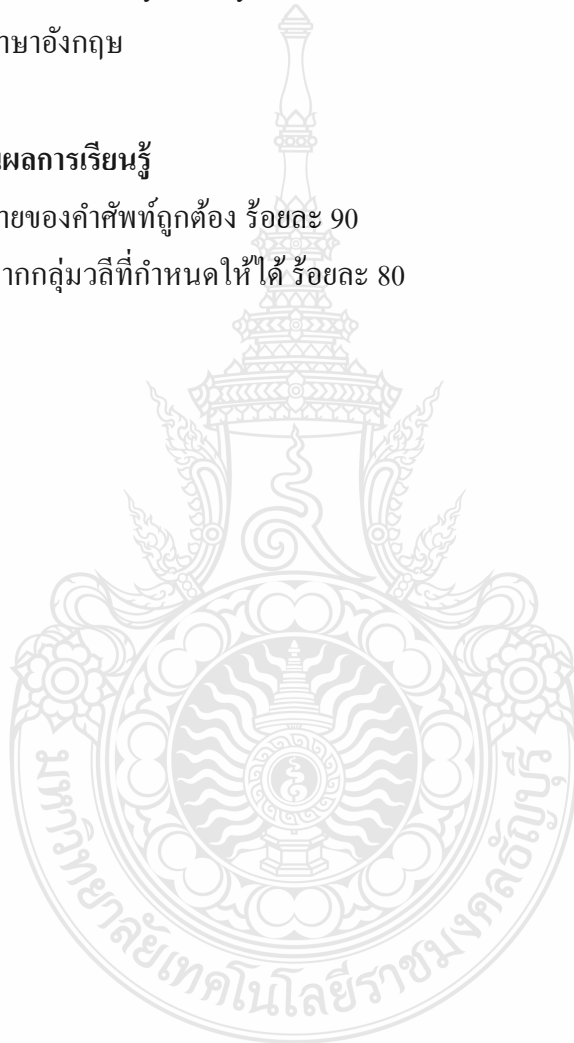 าษาอังกฤษ
ผลการเรียนรู้
ายของคำศัพท์ถูกต้อง ร้อยละ 90
ากกลุ่มวลีที่กำหนดให้ได้ ร้อยละ 80
มหาวิทยาลัยเทคโนโลยีราชมงคลธัญบุรี